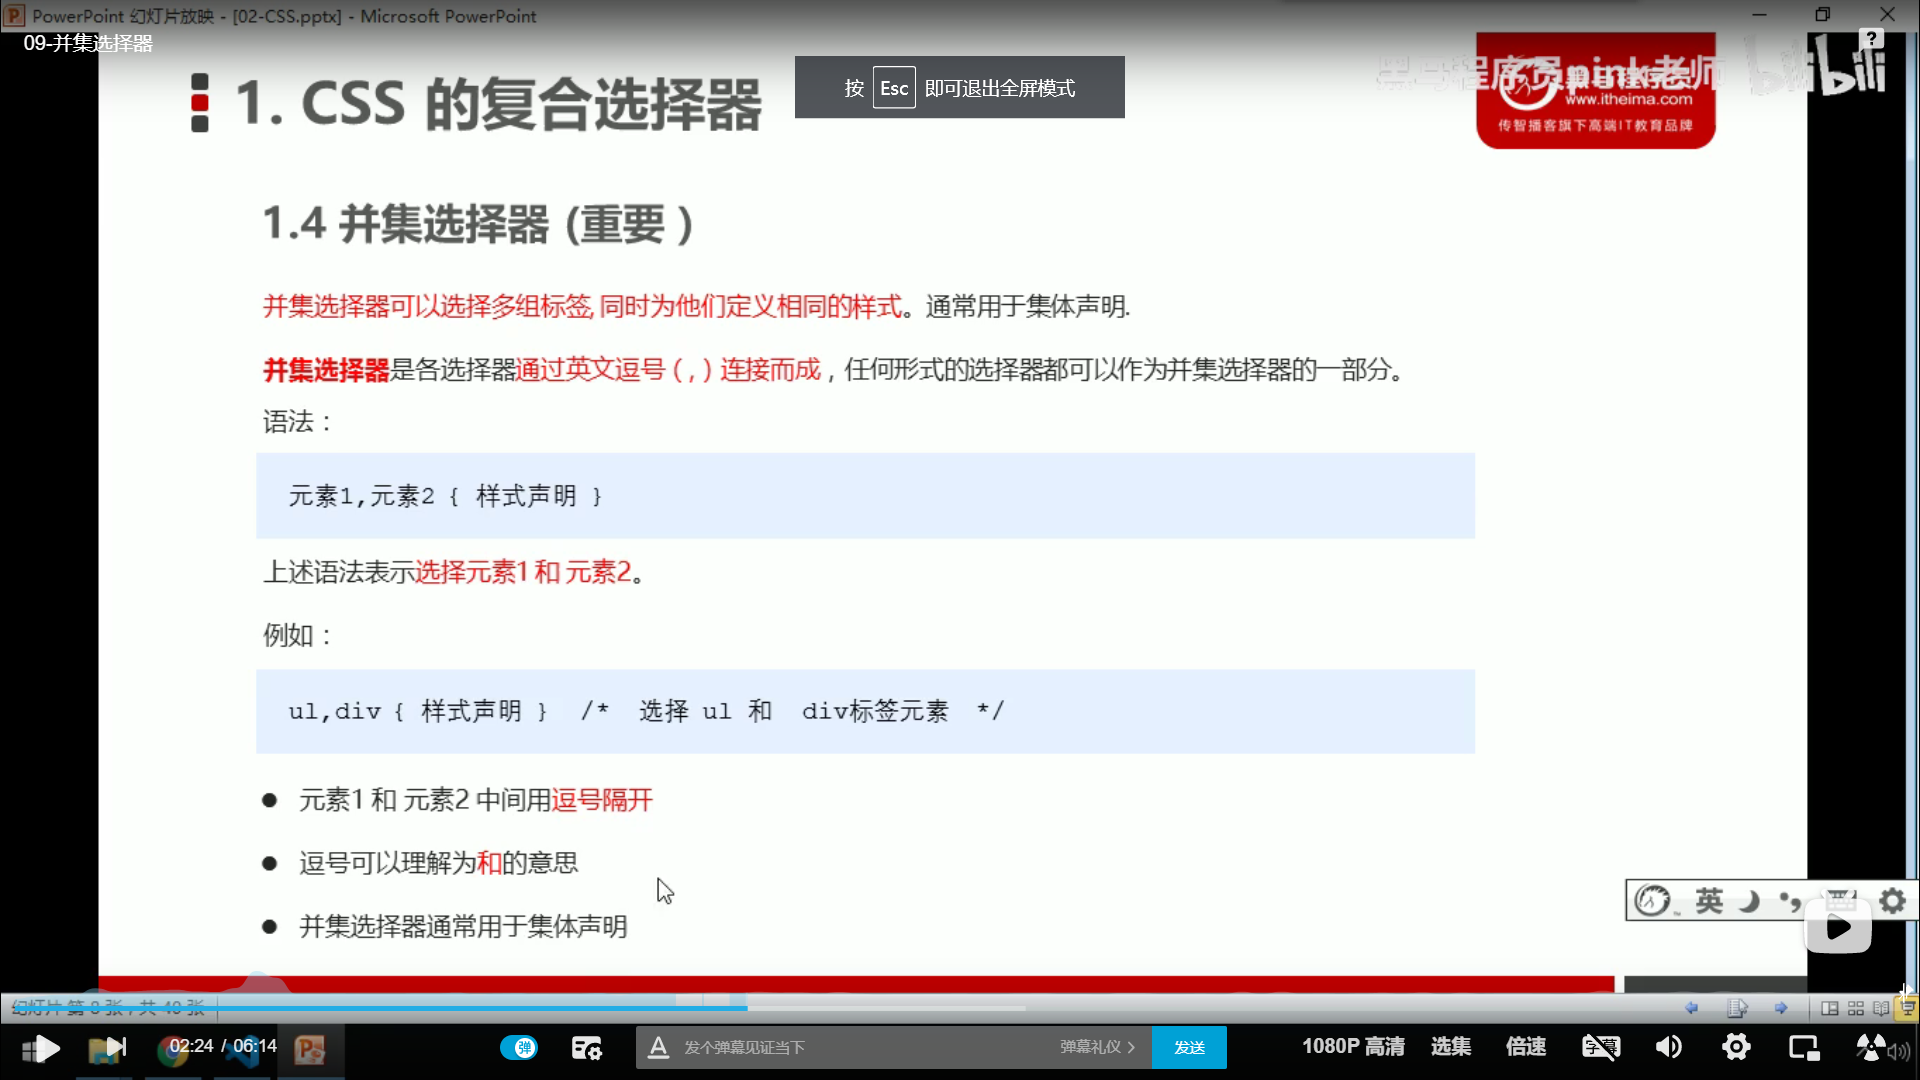 PowerPoint 幻灯片放映 - [02-CSS.pptx] - Microsoft PowerPoint
09-并集选择器
按 Esc 即可退出全屏模式
1. CSS 的复合选择器
黑马程序员pink老师
bilibili
www.itheima.com
传智播客旗下高端IT教育品牌
1.4 并集选择器 (重要)
并集选择器可以选择多组标签, 同时为他们定义相同的样式。通常用于集体声明.
并集选择器是各选择器通过英文逗号(,)连接而成，任何形式的选择器都可以作为并集选择器的一部分。
语法：
元素1,元素2 { 样式声明 }
上述语法表示选择元素1 和 元素2。
例如：
ul,div { 样式声明 } /* 选择 ul 和 div标签元素 */
● 元素1 和 元素2 中间用逗号隔开
● 逗号可以理解为和的意思
● 并集选择器通常用于集体声明
英
幻灯片 第 8 张，共 40 张
02:24 / 06:14
弹
发个弹幕见证当下
弹幕礼仪
发送
1080P 高清
选集
倍速
字幕